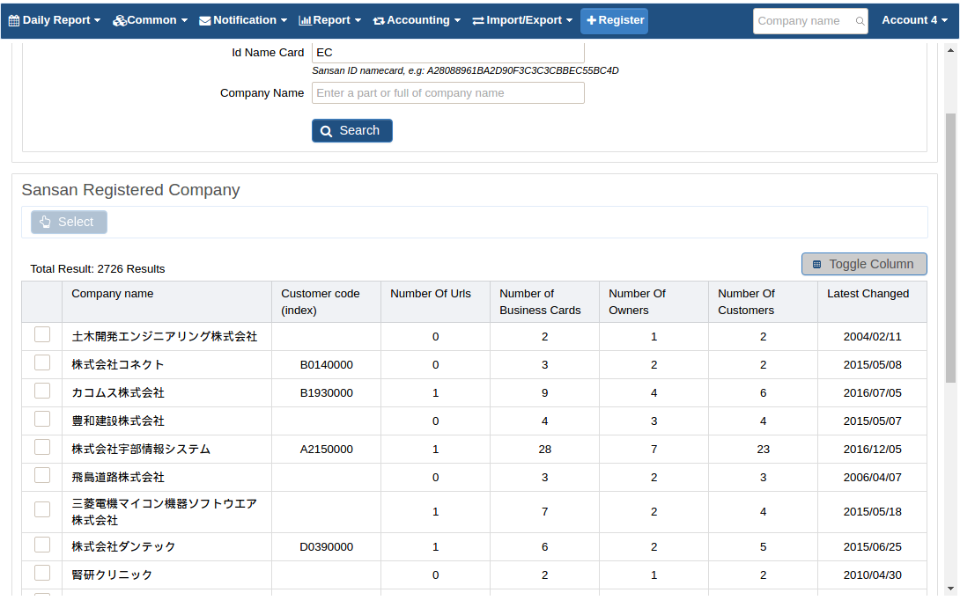 Daily Report Common Notification Report Accounting Import/Export Register Company name Account 4
Id Name Card EC
Sansan ID namecard, e.g: A28088961BA2D90F3C3C3CBBEC55BC4D
Company Name Enter a part or full of company name
Search
Sansan Registered Company
Select
Total Result: 2726 Results Toggle Column
Company name Customer code (index) Number Of Urls Number of Business Cards Number Of Owners Number Of Customers Latest Changed
土木開発エンジニアリング株式会社 0 2 1 2 2004/02/11
株式会社コネクト B0140000 0 3 2 2 2015/05/08
カコムス株式会社 B1930000 1 9 4 6 2016/07/05
豊和建設株式会社 0 4 3 4 2015/05/07
株式会社宇部情報システム A2150000 1 28 7 23 2016/12/05
飛島道路株式会社 0 3 2 3 2006/04/07
三菱電機マイコン機器ソフトウエア株式会社 1 7 2 4 2015/05/18
株式会社ダンテック D0390000 1 6 2 5 2015/06/25
腎研クリニック 0 2 1 2 2010/04/30